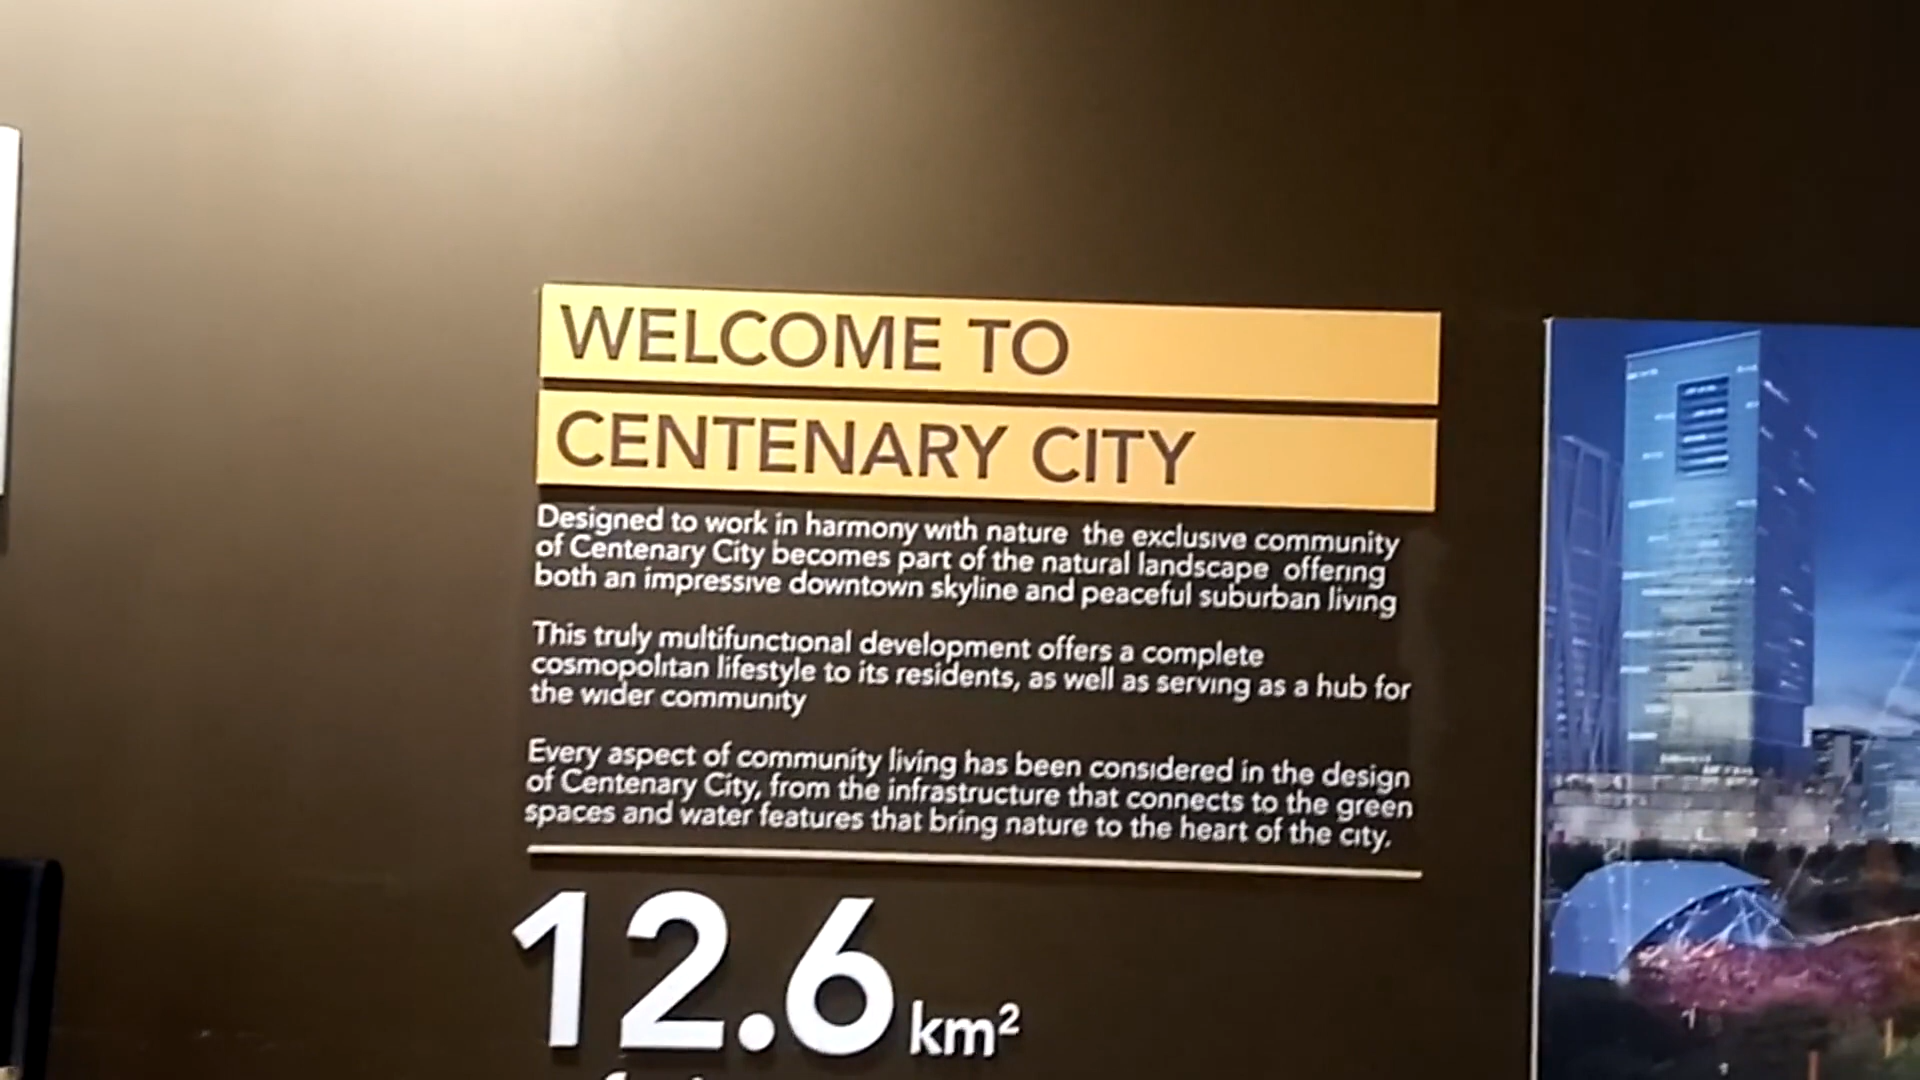 WELCOME TO
CENTENARY CITY
Designed to work in harmony with nature the exclusive community
of Centenary City becomes part of the natural landscape offering
both an impressive downtown skyline and peaceful suburban living
This truly multifunctional development offers a complete
cosmopolitan lifestyle to its residents, as well as serving as a hub for
the wider community
Every aspect of community living has been considered in the design
of Centenary City, from the infrastructure that connects to the green
spaces and water features that bring nature to the heart of the city.
12.6 km²